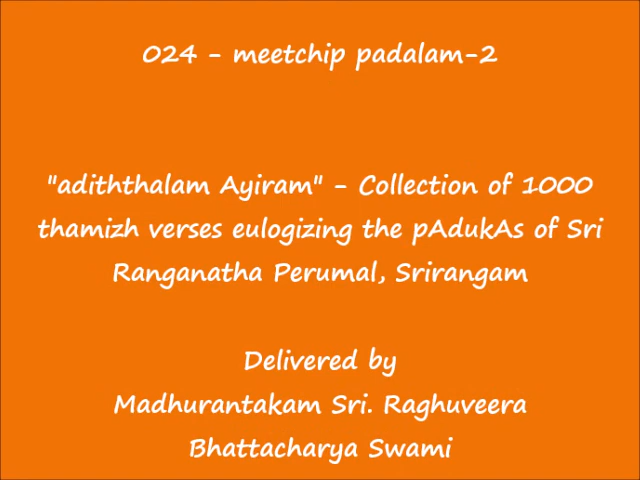 024 - meetchip padalam-2
"adiththalam Ayiram" - Collection of 1000
thamizh verses eulogizing the pAdukAs of Sri
Ranganatha Perumal, Srirangam
Delivered by
Madhurantakam Sri. Raghuveera
Bhattacharya Swami